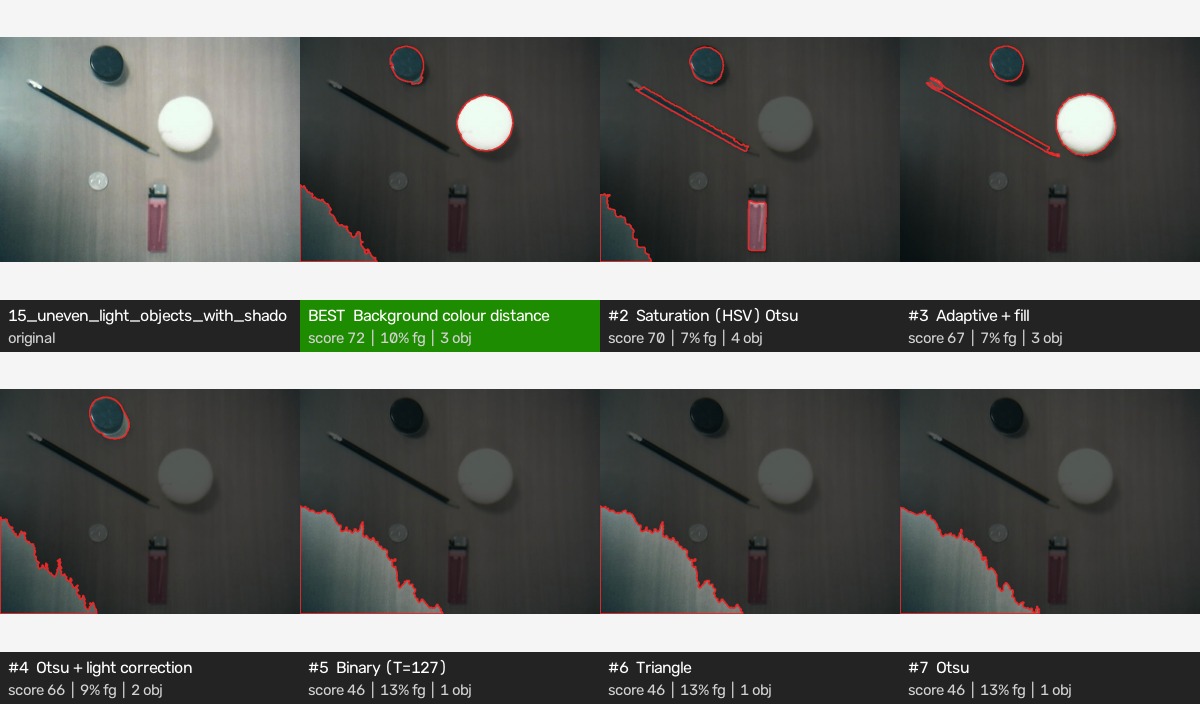 15_uneven_light_objects_with_shado
original
BEST Background colour distance
score 72 | 10% fg | 3 obj
#2 Saturation (HSV) Otsu
score 70 | 7% fg | 4 obj
#3 Adaptive + fill
score 67 | 7% fg | 3 obj
#4 Otsu + light correction
score 66 | 9% fg | 2 obj
#5 Binary (T=127)
score 46 | 13% fg | 1 obj
#6 Triangle
score 46 | 13% fg | 1 obj
#7 Otsu
score 46 | 13% fg | 1 obj